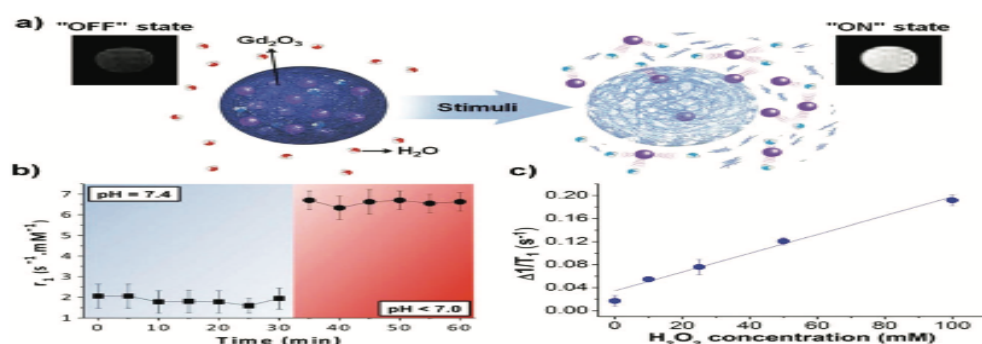 a) "OFF" state
"ON" state
Gd₂O₃
Stimuli
H₂O
b)
pH = 7.4
pH < 7.0
r₁ (s⁻¹.mM⁻¹)
7
6
5
4
3
2
1
0 10 20 30 40 50 60
Time (min)
c)
Δ1/T₁ (s⁻¹)
0.20
0.16
0.12
0.08
0.04
0.00
0 20 40 60 80 100
H₂O₂ concentration (mM)